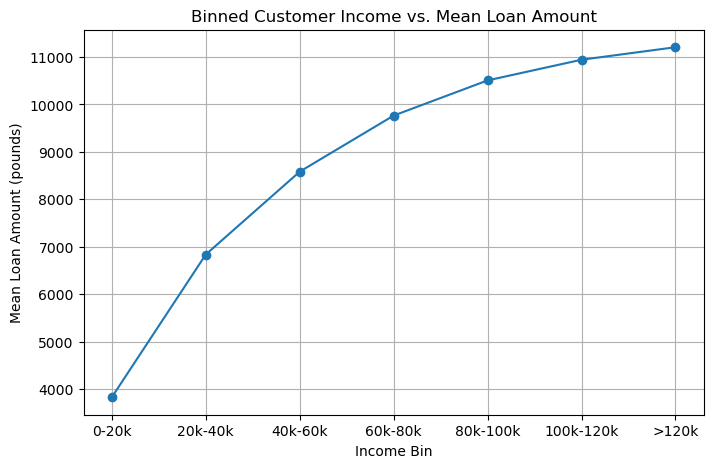 Binned Customer Income vs. Mean Loan Amount
Mean Loan Amount (pounds)
11000
10000
9000
8000
7000
6000
5000
4000
0-20k 20k-40k 40k-60k 60k-80k 80k-100k 100k-120k >120k
Income Bin